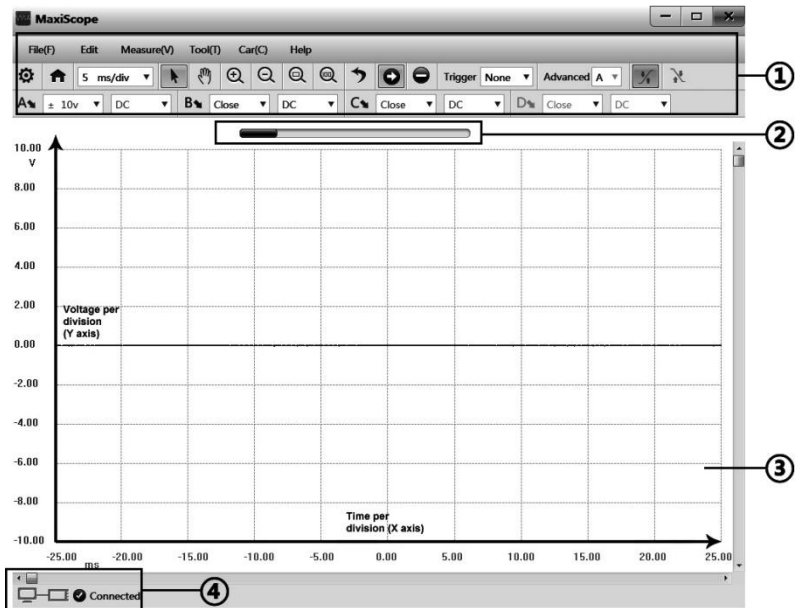 MaxiScope
File(F) Edit Measure(V) Tool(T) Car(C) Help
5 ms/div Trigger None Advanced A
A ± 10v DC B Close DC C Close DC D Close DC
①
②
10.00
V
8.00
6.00
4.00
2.00
Voltage per
division
(Y axis)
0.00
-2.00
-4.00
-6.00
③
-8.00
Time per
division (X axis)
-10.00
-25.00 -20.00 -15.00 -10.00 -5.00 0.00 5.00 10.00 15.00 20.00 25.00
ms
Connected
④